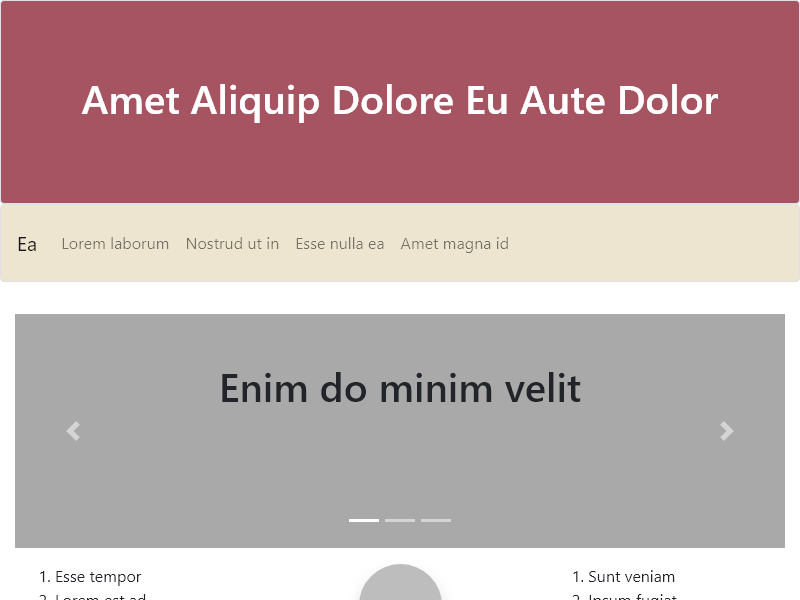 Amet Aliquip Dolore Eu Aute Dolor
Ea Lorem laborum Nostrud ut in Esse nulla ea Amet magna id
Enim do minim velit
1. Esse tempor
2. Lorem est ad
1. Sunt veniam
2. Ipsum fugiat